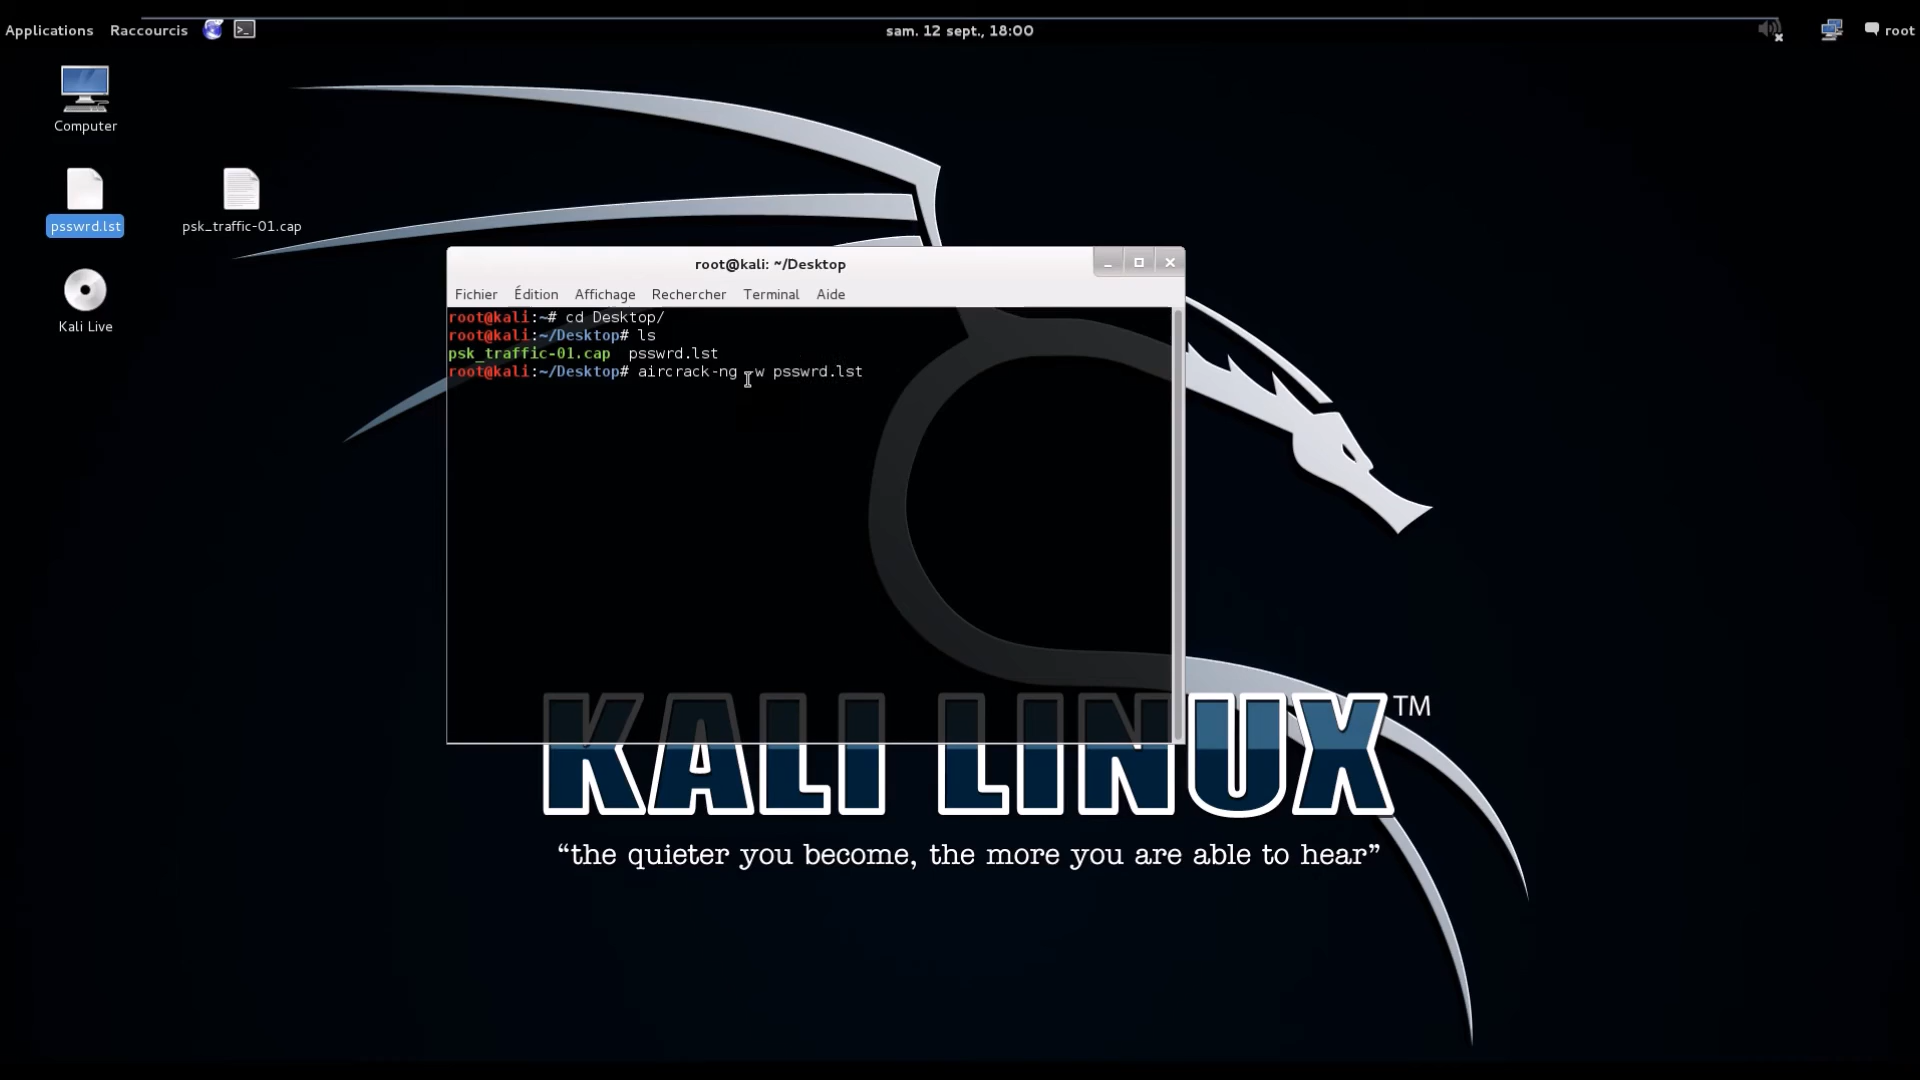 Applications Raccourcis sam. 12 sept., 18:00 root
Computer
psswrd.lst psk_traffic-01.cap
Kali Live
root@kali: ~/Desktop
Fichier Édition Affichage Rechercher Terminal Aide
root@kali:~# cd Desktop/
root@kali:~/Desktop# ls
psk_traffic-01.cap psswrd.lst
root@kali:~/Desktop# aircrack-ng -w psswrd.lst
KALI LINUX™
“the quieter you become, the more you are able to hear”